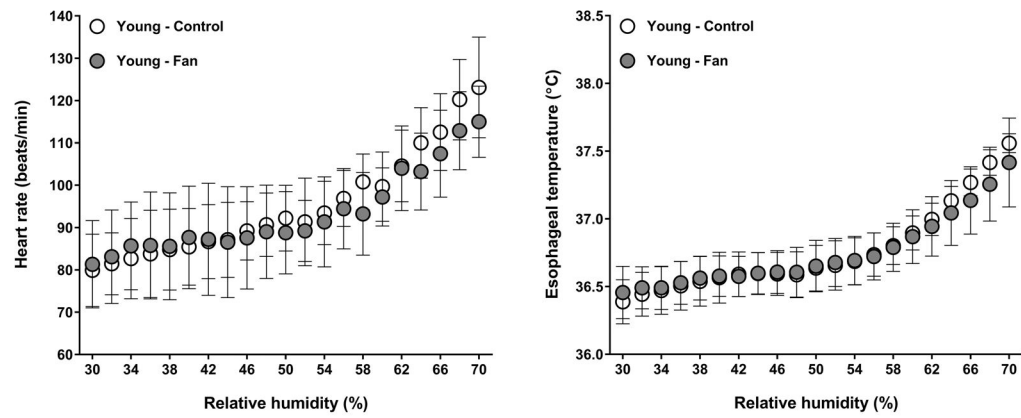 140
130
120
110
100
90
80
70
60
Heart rate (beats/min)
Young - Control
Young - Fan
30 34 38 42 46 50 54 58 62 66 70
Relative humidity (%)
38.5
38.0
37.5
37.0
36.5
36.0
Esophageal temperature (°C)
Young - Control
Young - Fan
30 34 38 42 46 50 54 58 62 66 70
Relative humidity (%)